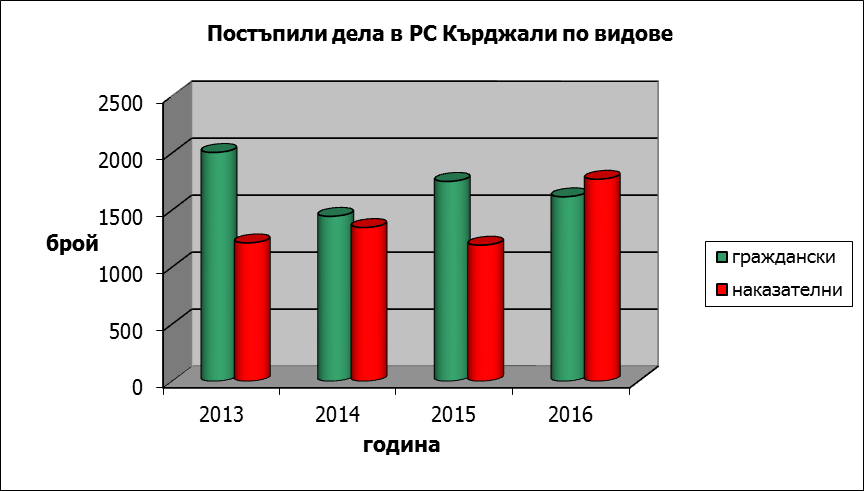 Постъпили дела в РС Кърджали по видове
2500
2000
1500
1000
500
0
брой
2013 2014 2015 2016
година
граждански
наказателни